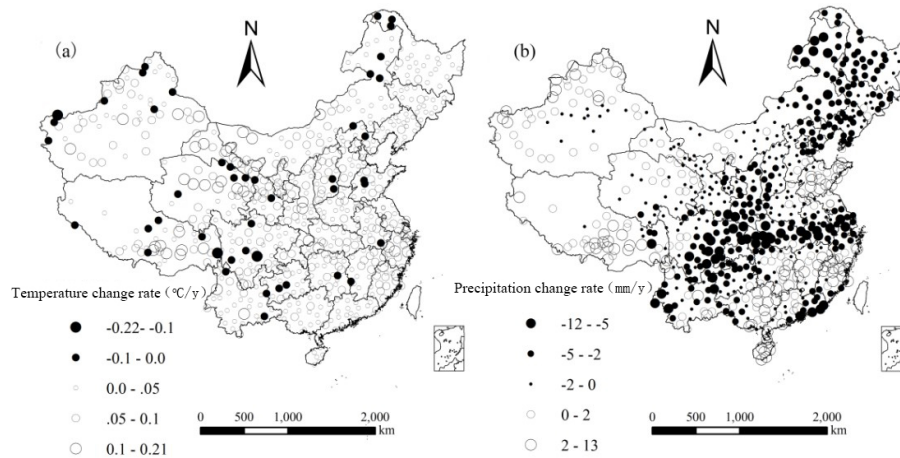 (a)
N
Temperature change rate (℃/y)
-0.22- -0.1
-0.1 - 0.0
0.0 - .05
.05 - 0.1
0.1 - 0.21
0 500 1,000 2,000
km
(b)
N
Precipitation change rate (mm/y)
-12 - -5
-5 - -2
-2 - 0
0 - 2
2 - 13
0 500 1,000 2,000
km